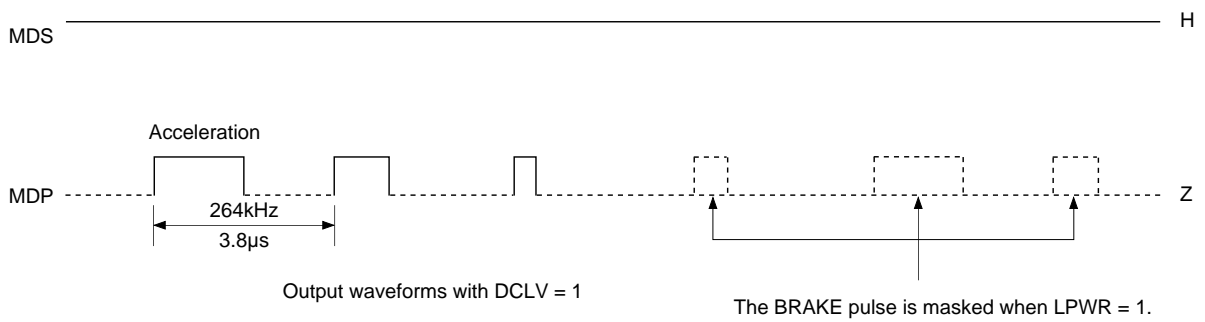 MDS
H
Acceleration
MDP
Z
264kHz
3.8µs
Output waveforms with DCLV = 1
The BRAKE pulse is masked when LPWR = 1.